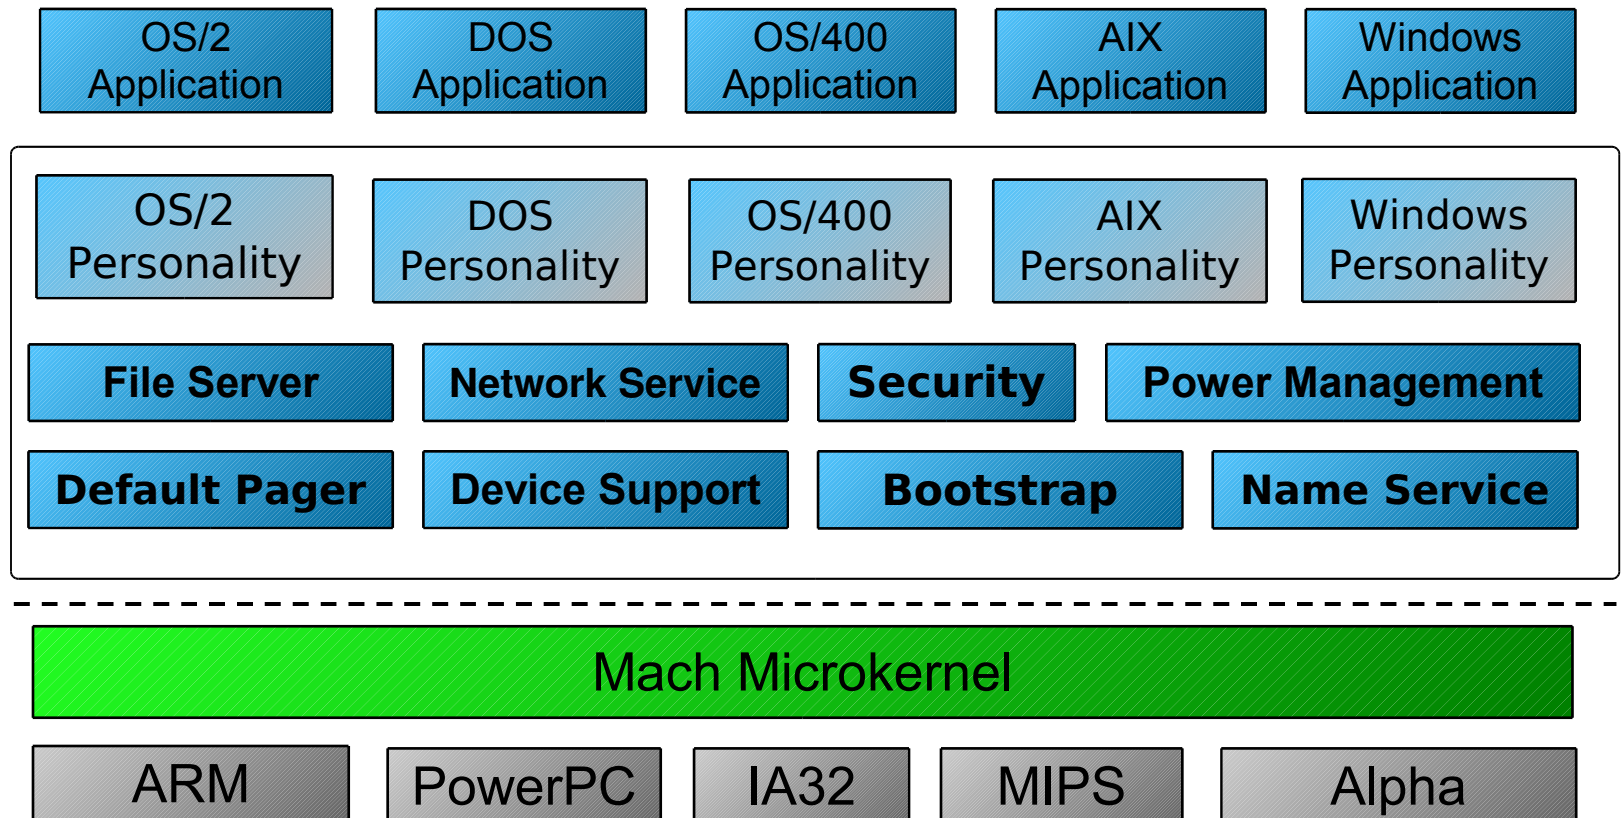 OS/2
Application
DOS
Application
OS/400
Application
AIX
Application
Windows
Application
OS/2
Personality
DOS
Personality
OS/400
Personality
AIX
Personality
Windows
Personality
File Server
Network Service
Security
Power Management
Default Pager
Device Support
Bootstrap
Name Service
Mach Microkernel
ARM
PowerPC
IA32
MIPS
Alpha